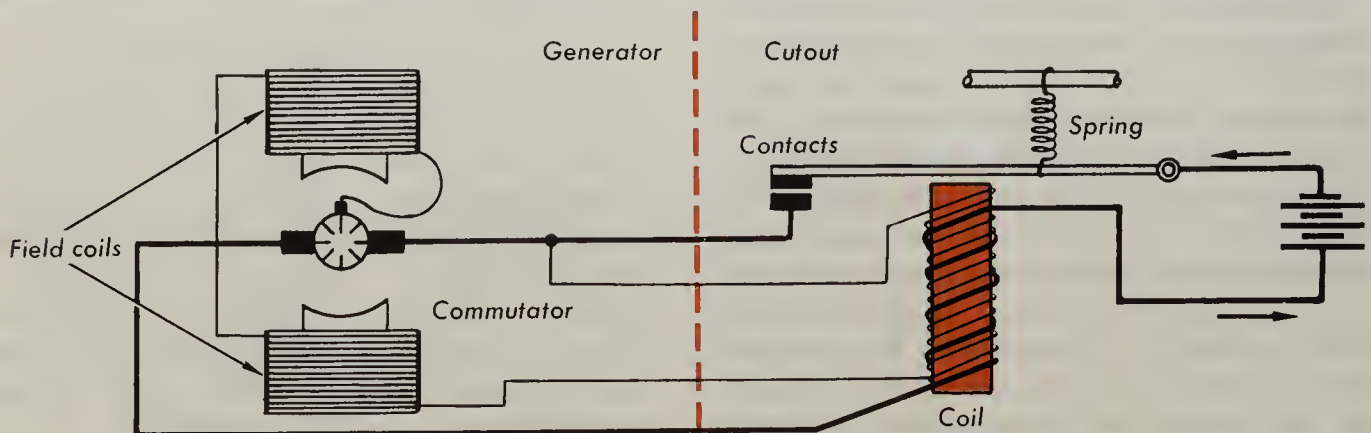 Generator
Cutout
Spring
Contacts
Field coils
Commutator
Coil